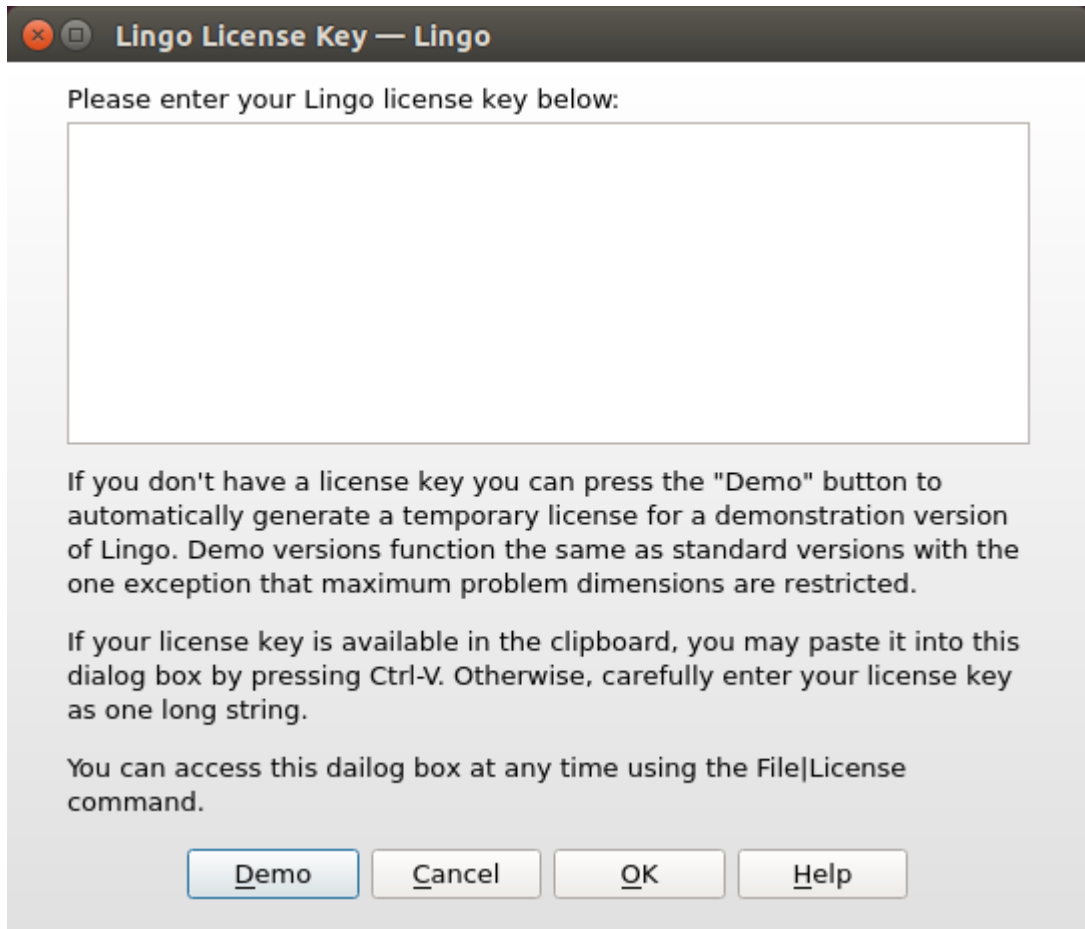 Lingo License Key — Lingo
Please enter your Lingo license key below:
If you don't have a license key you can press the "Demo" button to
automatically generate a temporary license for a demonstration version
of Lingo. Demo versions function the same as standard versions with the
one exception that maximum problem dimensions are restricted.
If your license key is available in the clipboard, you may paste it into this
dialog box by pressing Ctrl-V. Otherwise, carefully enter your license key
as one long string.
You can access this dailog box at any time using the File|License
command.
Demo Cancel OK Help